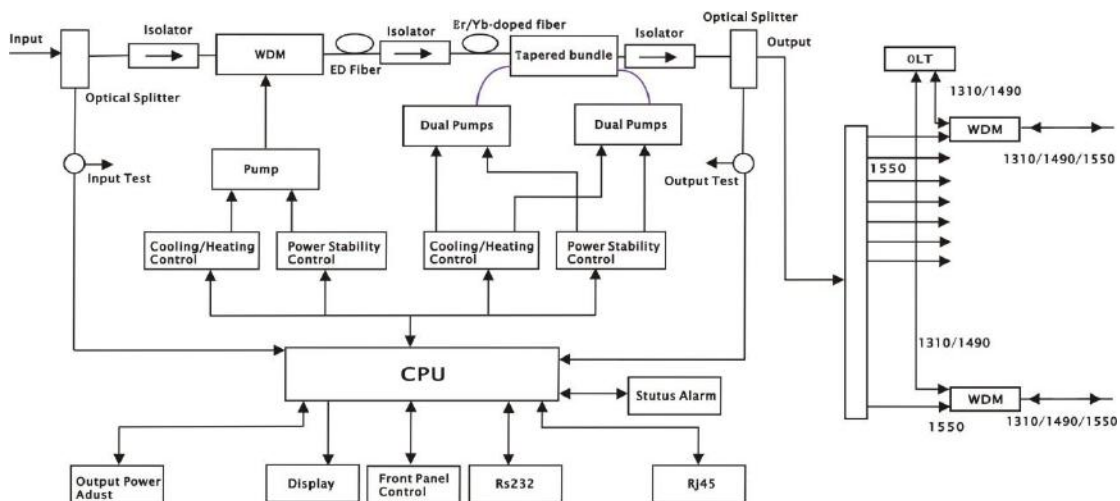 Er/Yb-doped fiber
Optical Splitter
Input
Isolator
Isolator
Isolator
Output
WDM
Tapered bundle
ED Fiber
Optical Splitter
OLT
1310/1490
Dual Pumps
Dual Pumps
WDM
1310/1490/1550
Input Test
Pump
Output Test
1550
Cooling/Heating
Control
Power Stability
Control
Cooling/Heating
Control
Power Stability
Control
1310/1490
CPU
Stutus Alarm
WDM
1550
1310/1490/1550
Output Power
Adust
Display
Front Panel
Control
Rs232
RJ45